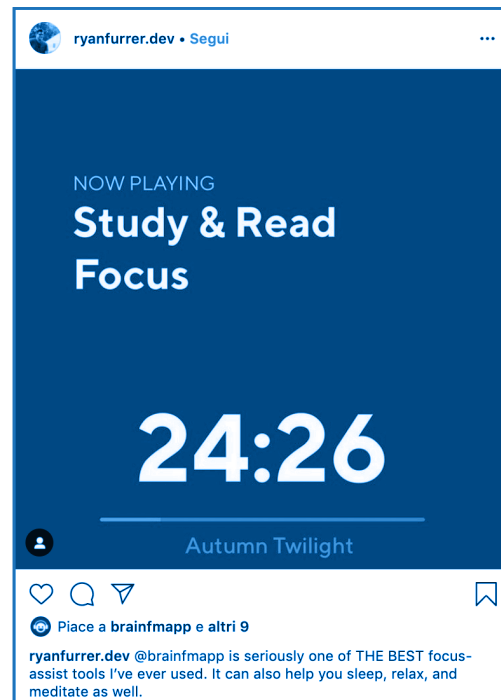 ryanfurrer.dev • Segui
NOW PLAYING
Study & Read
Focus
24:26
Autumn Twilight
Piace a brainfmapp e altri 9
ryanfurrer.dev @brainfmapp is seriously one of THE BEST focus-
assist tools I've ever used. It can also help you sleep, relax, and
meditate as well.